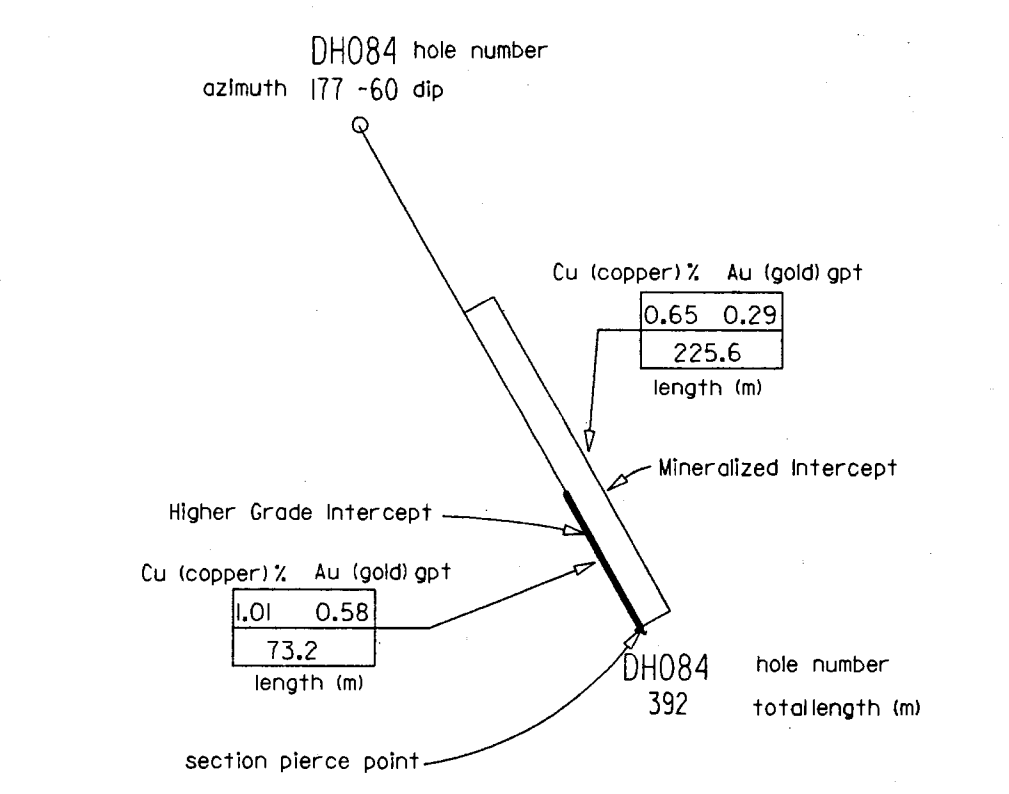 DH084 hole number
azimuth 177 -60 dip
Cu (copper) % Au (gold) gpt
0.65 0.29
225.6
length (m)
Mineralized Intercept
Higher Grade Intercept
Cu (copper) % Au (gold) gpt
1.01 0.58
73.2
length (m)
DH084 hole number
392 total length (m)
section pierce point